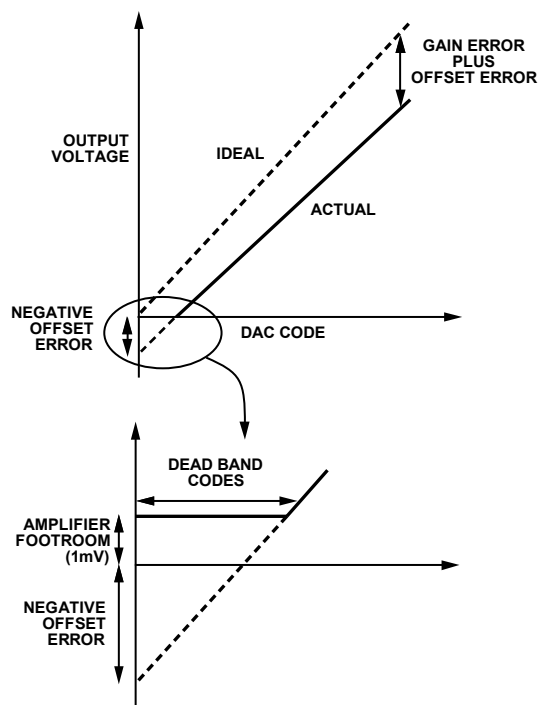 GAIN ERROR
PLUS
OFFSET ERROR
OUTPUT
VOLTAGE
IDEAL
ACTUAL
NEGATIVE
OFFSET
ERROR
DAC CODE
DEAD BAND
CODES
AMPLIFIER
FOOTROOM
(1mV)
NEGATIVE
OFFSET
ERROR